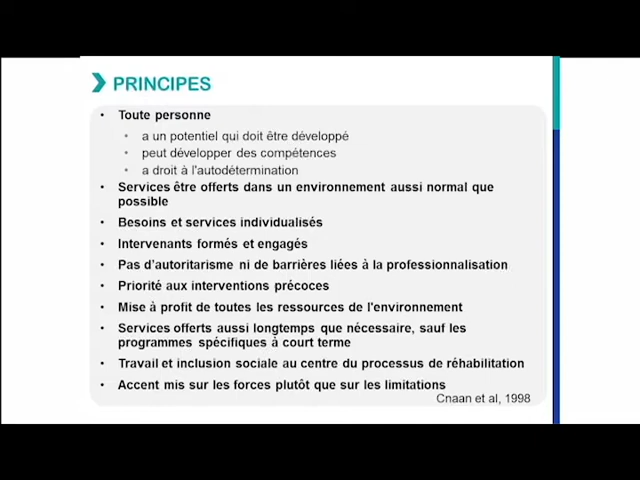 PRINCIPES
• Toute personne
• a un potentiel qui doit être développé
• peut développer des compétences
• a droit à l'autodétermination
• Services être offerts dans un environnement aussi normal que
possible
• Besoins et services individualisés
• Intervenants formés et engagés
• Pas d'autoritarisme ni de barrières liées à la professionnalisation
• Priorité aux interventions précoces
• Mise à profit de toutes les ressources de l'environnement
• Services offerts aussi longtemps que nécessaire, sauf les
programmes spécifiques à court terme
• Travail et inclusion sociale au centre du processus de réhabilitation
• Accent mis sur les forces plutôt que sur les limitations
Cnaan et al, 1998